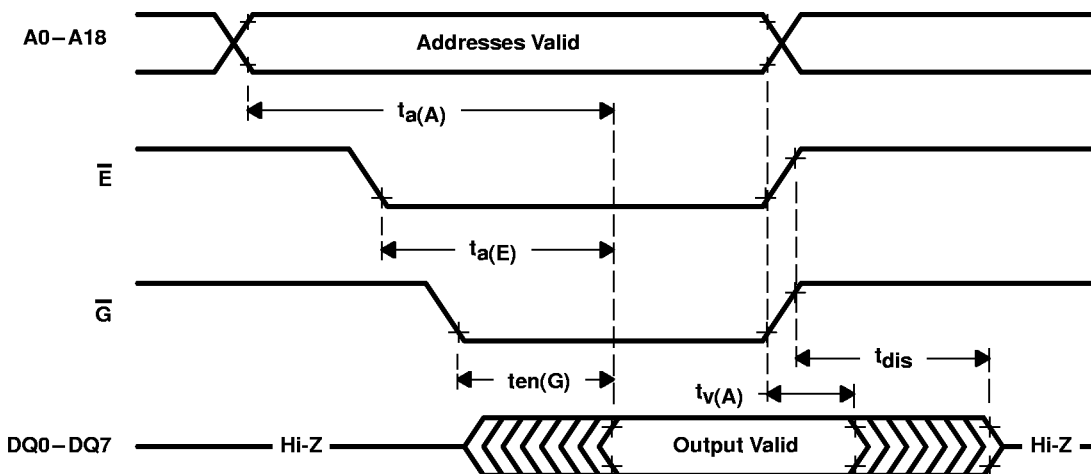 A0–A18
Addresses Valid
ta(A)
E̅
ta(E)
G̅
ten(G)
tdis
tv(A)
DQ0–DQ7
Hi-Z
Output Valid
Hi-Z